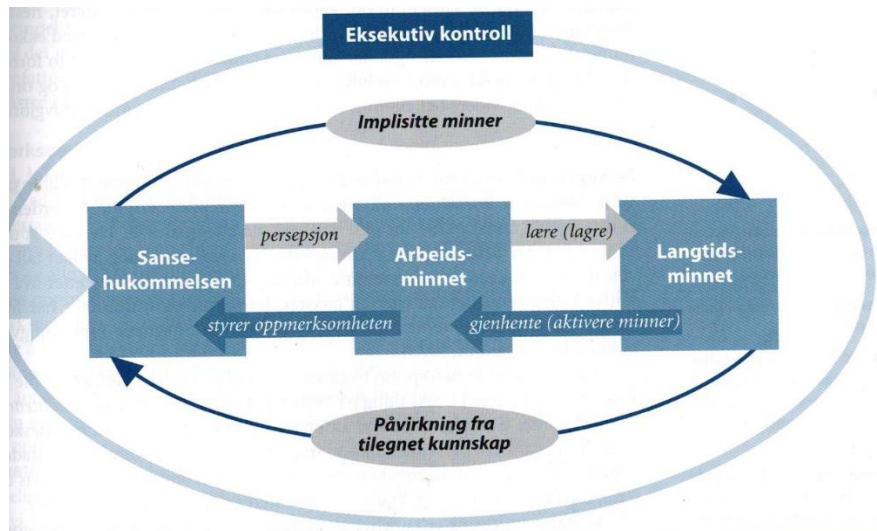 Eksekutiv kontroll
Implisitte minner
Sanse-
hukommelsen
persepsjon
Arbeids-
minnet
lære (lagre)
Langtids-
minnet
styrer oppmerksomheten
gjenhente (aktivere minner)
Påvirkning fra
tilegnet kunnskap